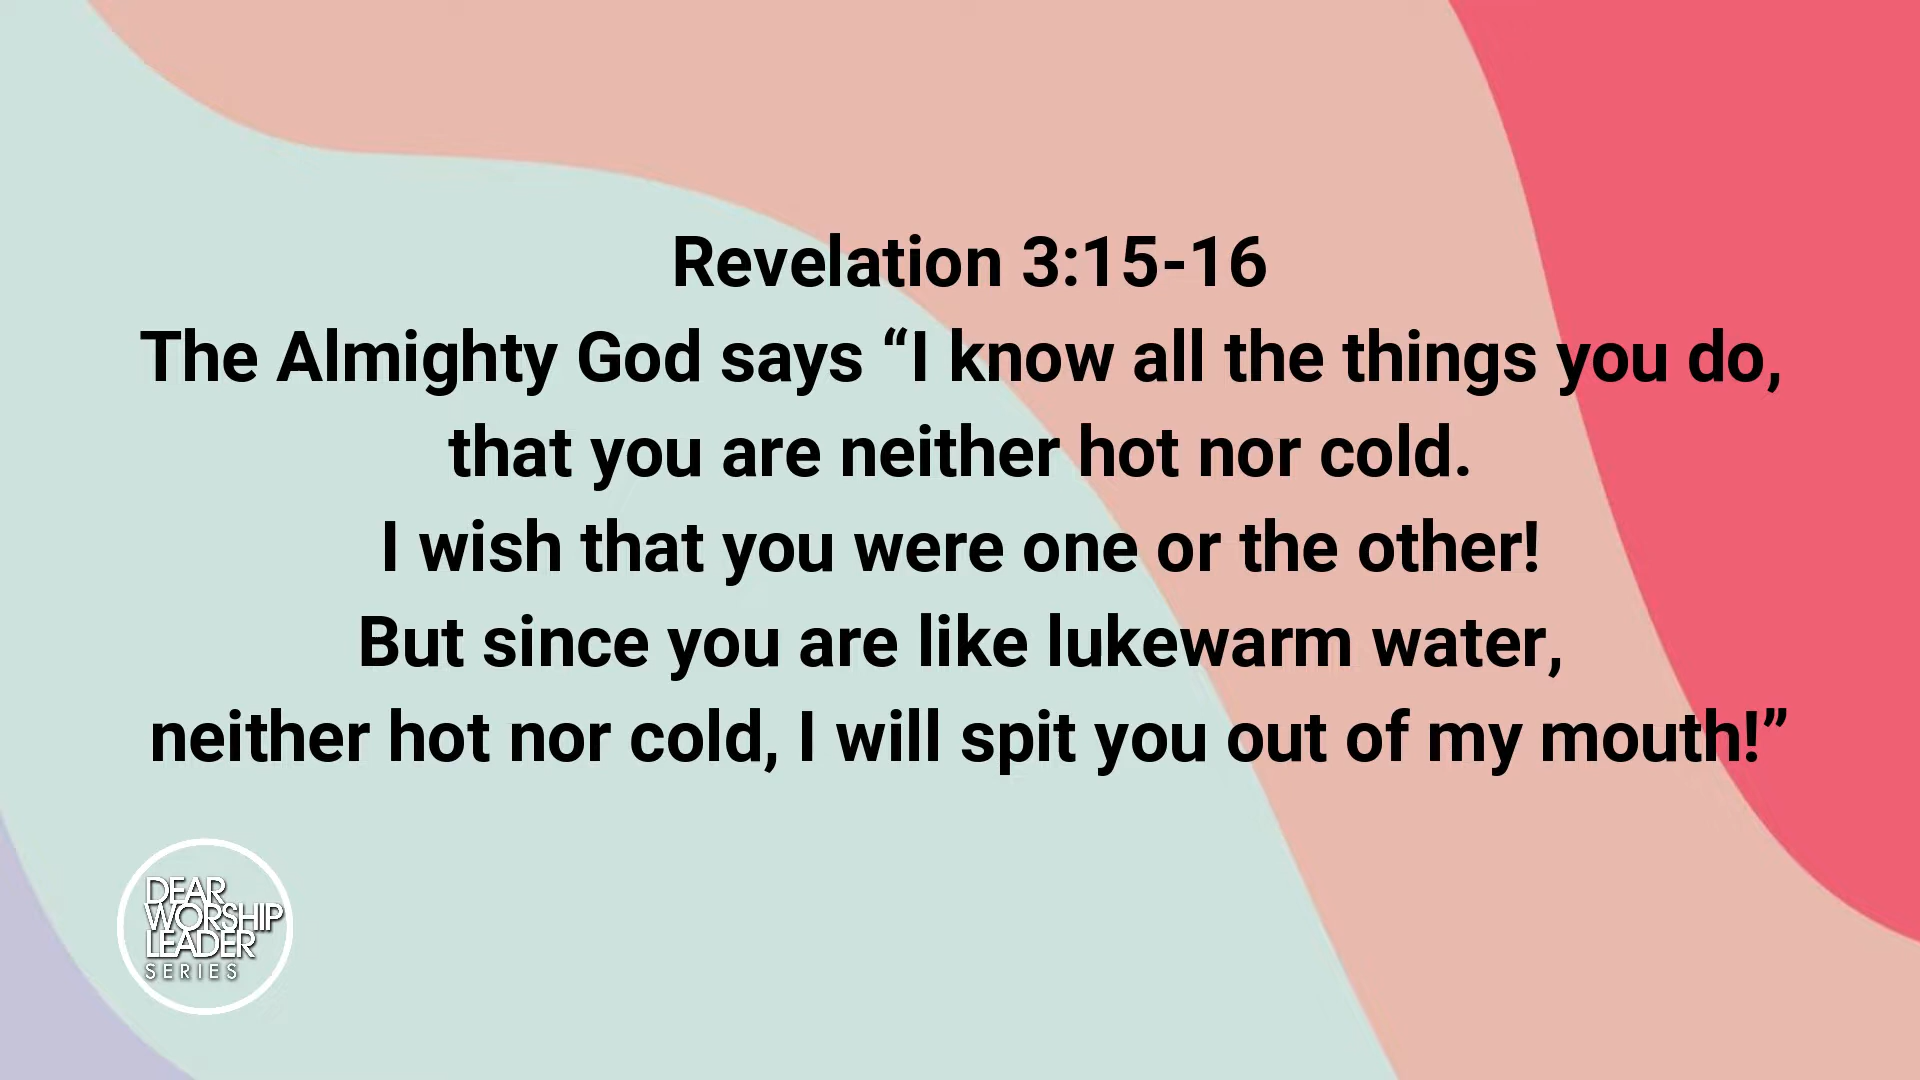 Revelation 3:15-16
The Almighty God says “I know all the things you do,
that you are neither hot nor cold.
I wish that you were one or the other!
But since you are like lukewarm water,
neither hot nor cold, I will spit you out of my mouth!”
DEAR
WORSHIP
LEADER
SERIES